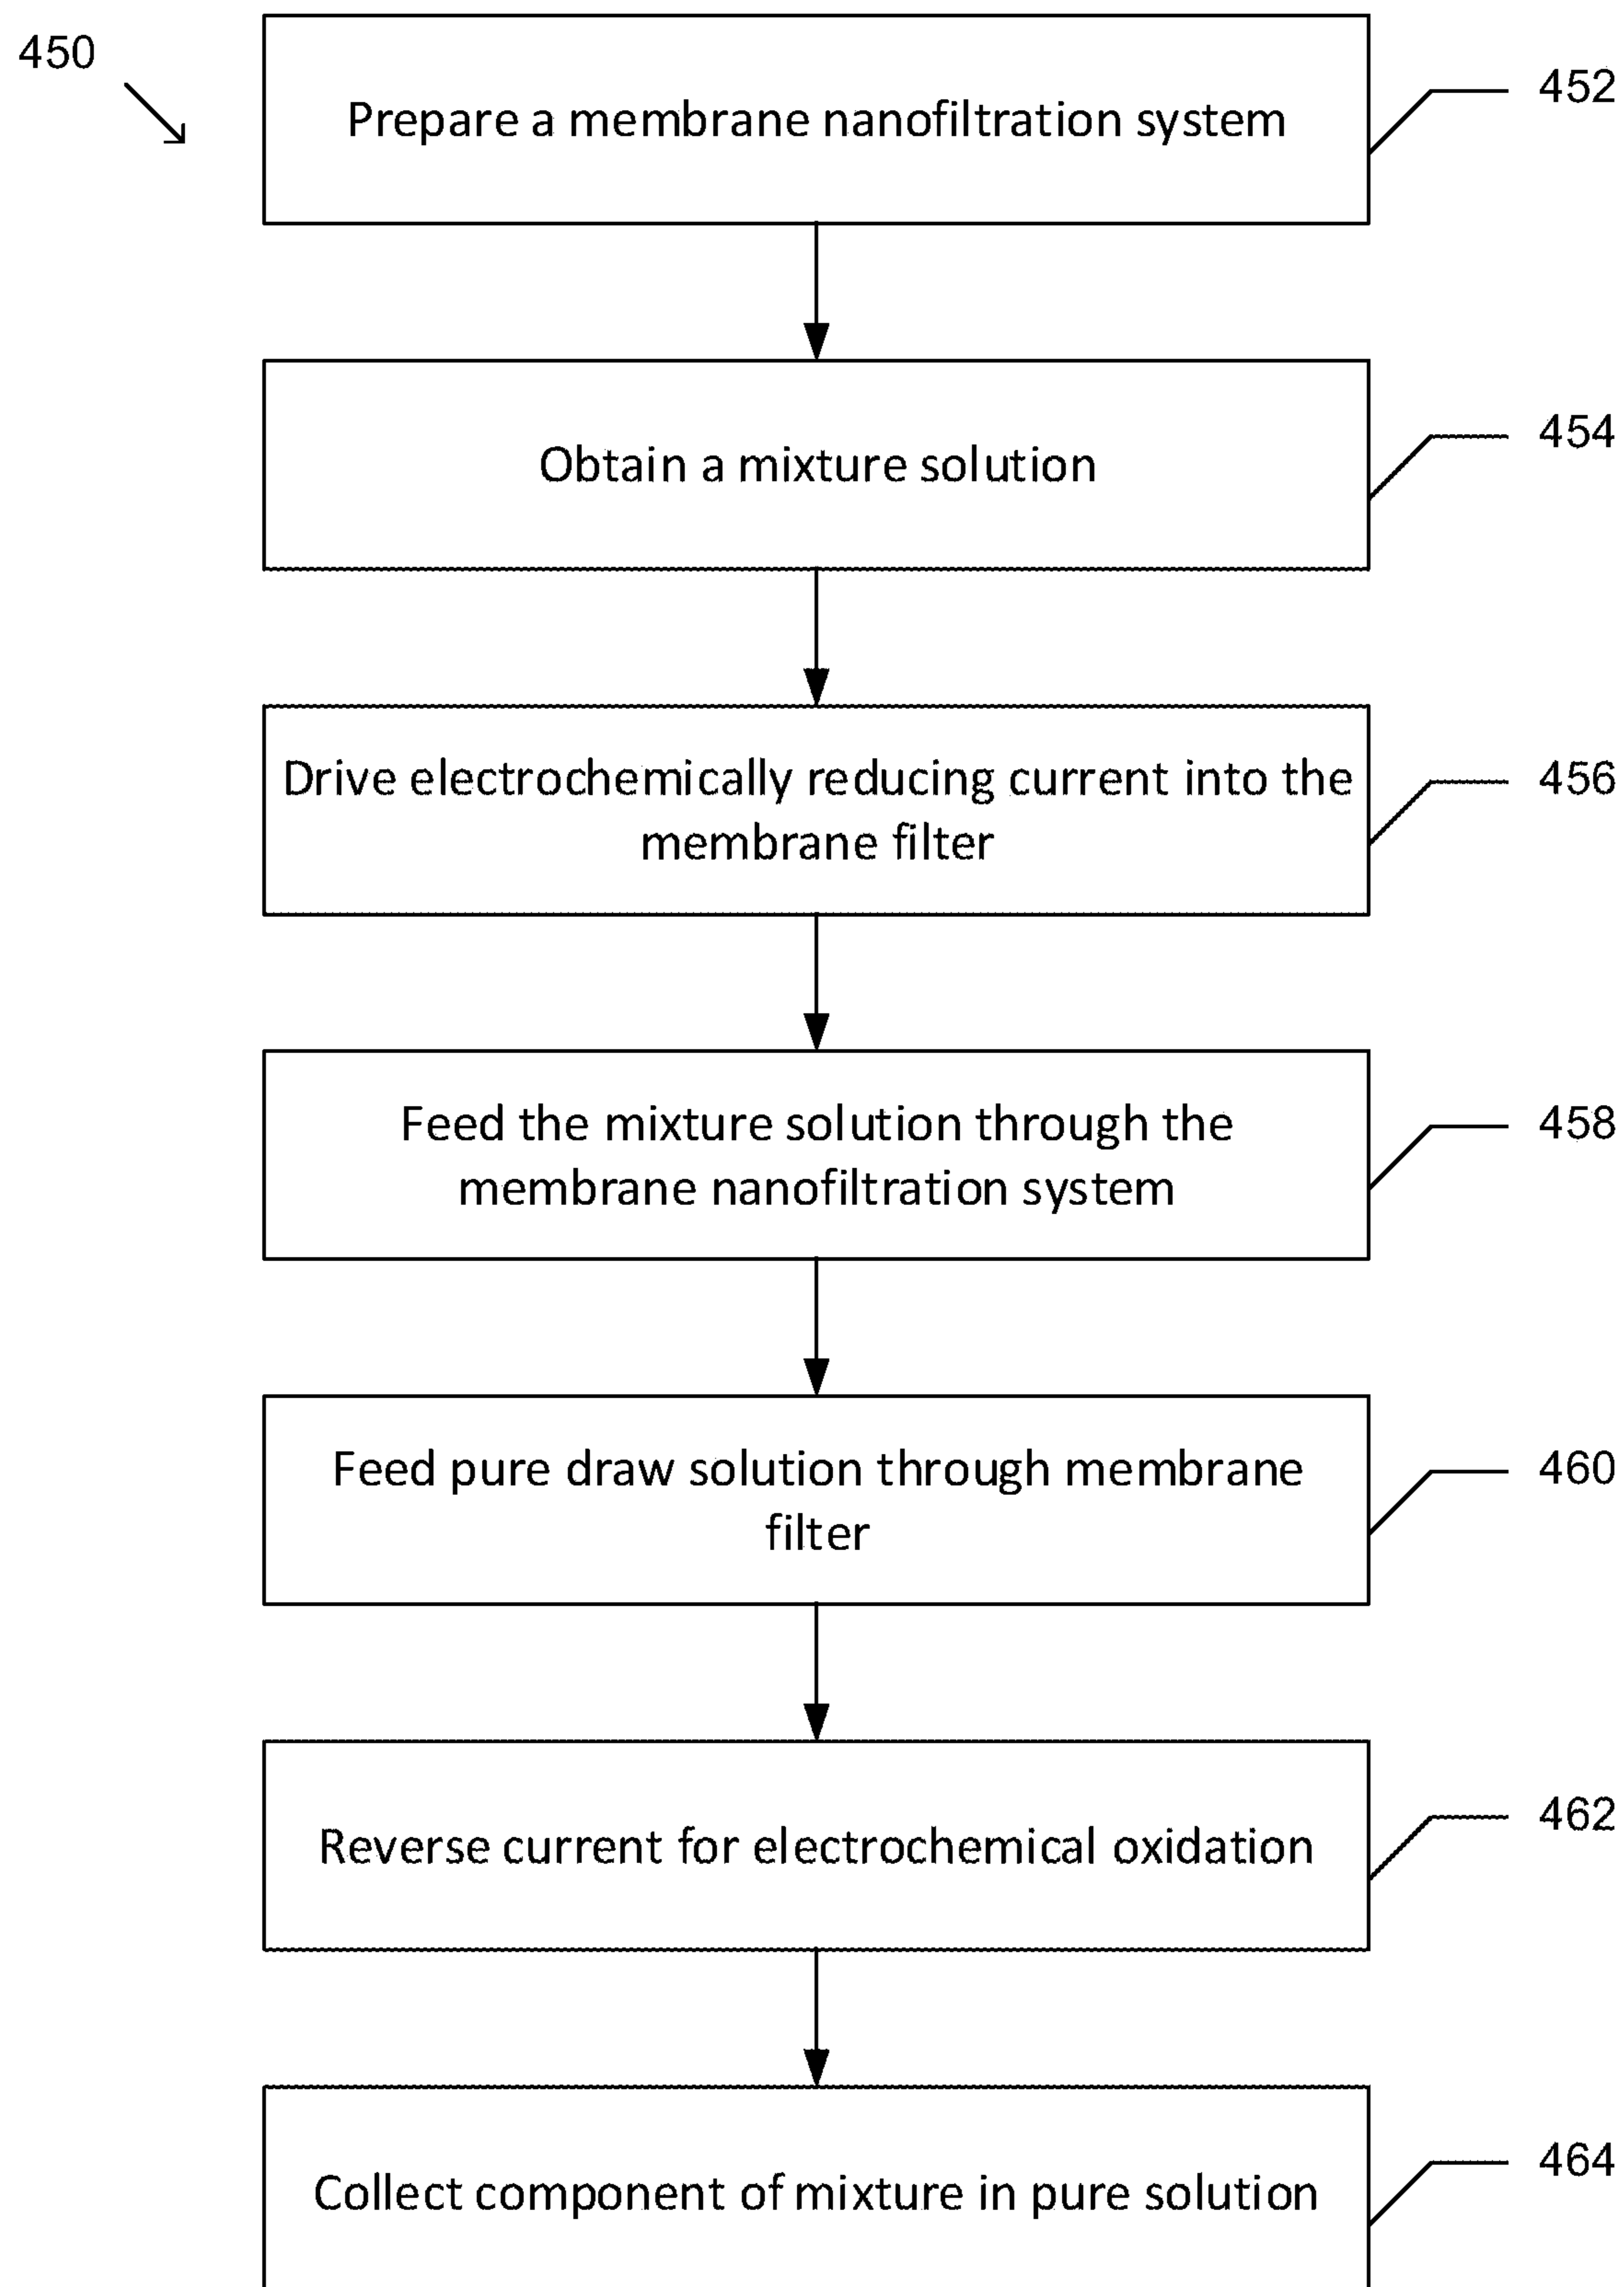 450
Prepare a membrane nanofiltration system
452
Obtain a mixture solution
454
Drive electrochemically reducing current into the
membrane filter
456
Feed the mixture solution through the
membrane nanofiltration system
458
Feed pure draw solution through membrane
filter
460
Reverse current for electrochemical oxidation
462
Collect component of mixture in pure solution
464